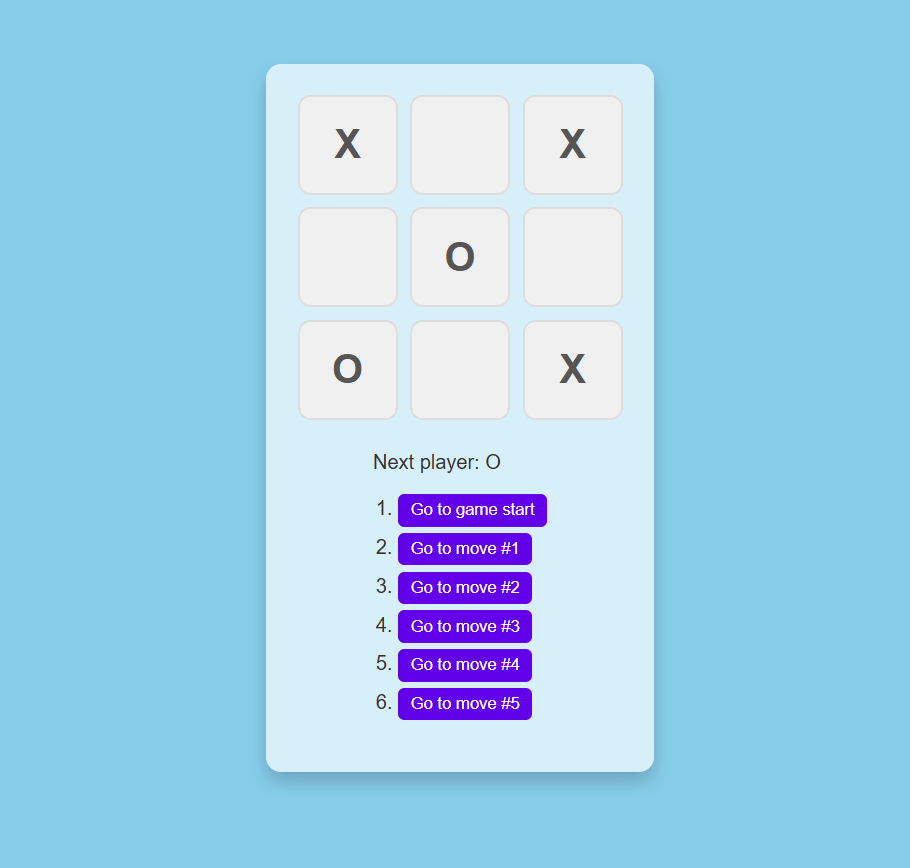 X X
O
O X
Next player: O
1. Go to game start
2. Go to move #1
3. Go to move #2
4. Go to move #3
5. Go to move #4
6. Go to move #5